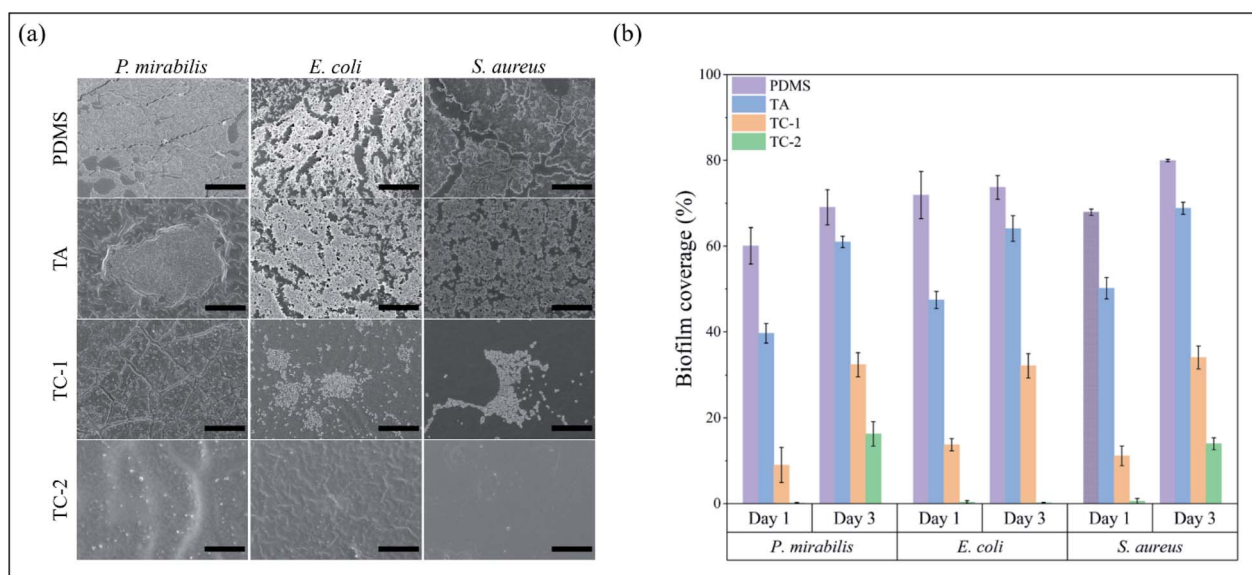 (a)
P. mirabilis E. coli S. aureus
PDMS
TA
TC-1
TC-2
(b)
Biofilm coverage (%)
100
80
60
40
20
0
PDMS
TA
TC-1
TC-2
Day 1 Day 3 Day 1 Day 3 Day 1 Day 3
P. mirabilis E. coli S. aureus